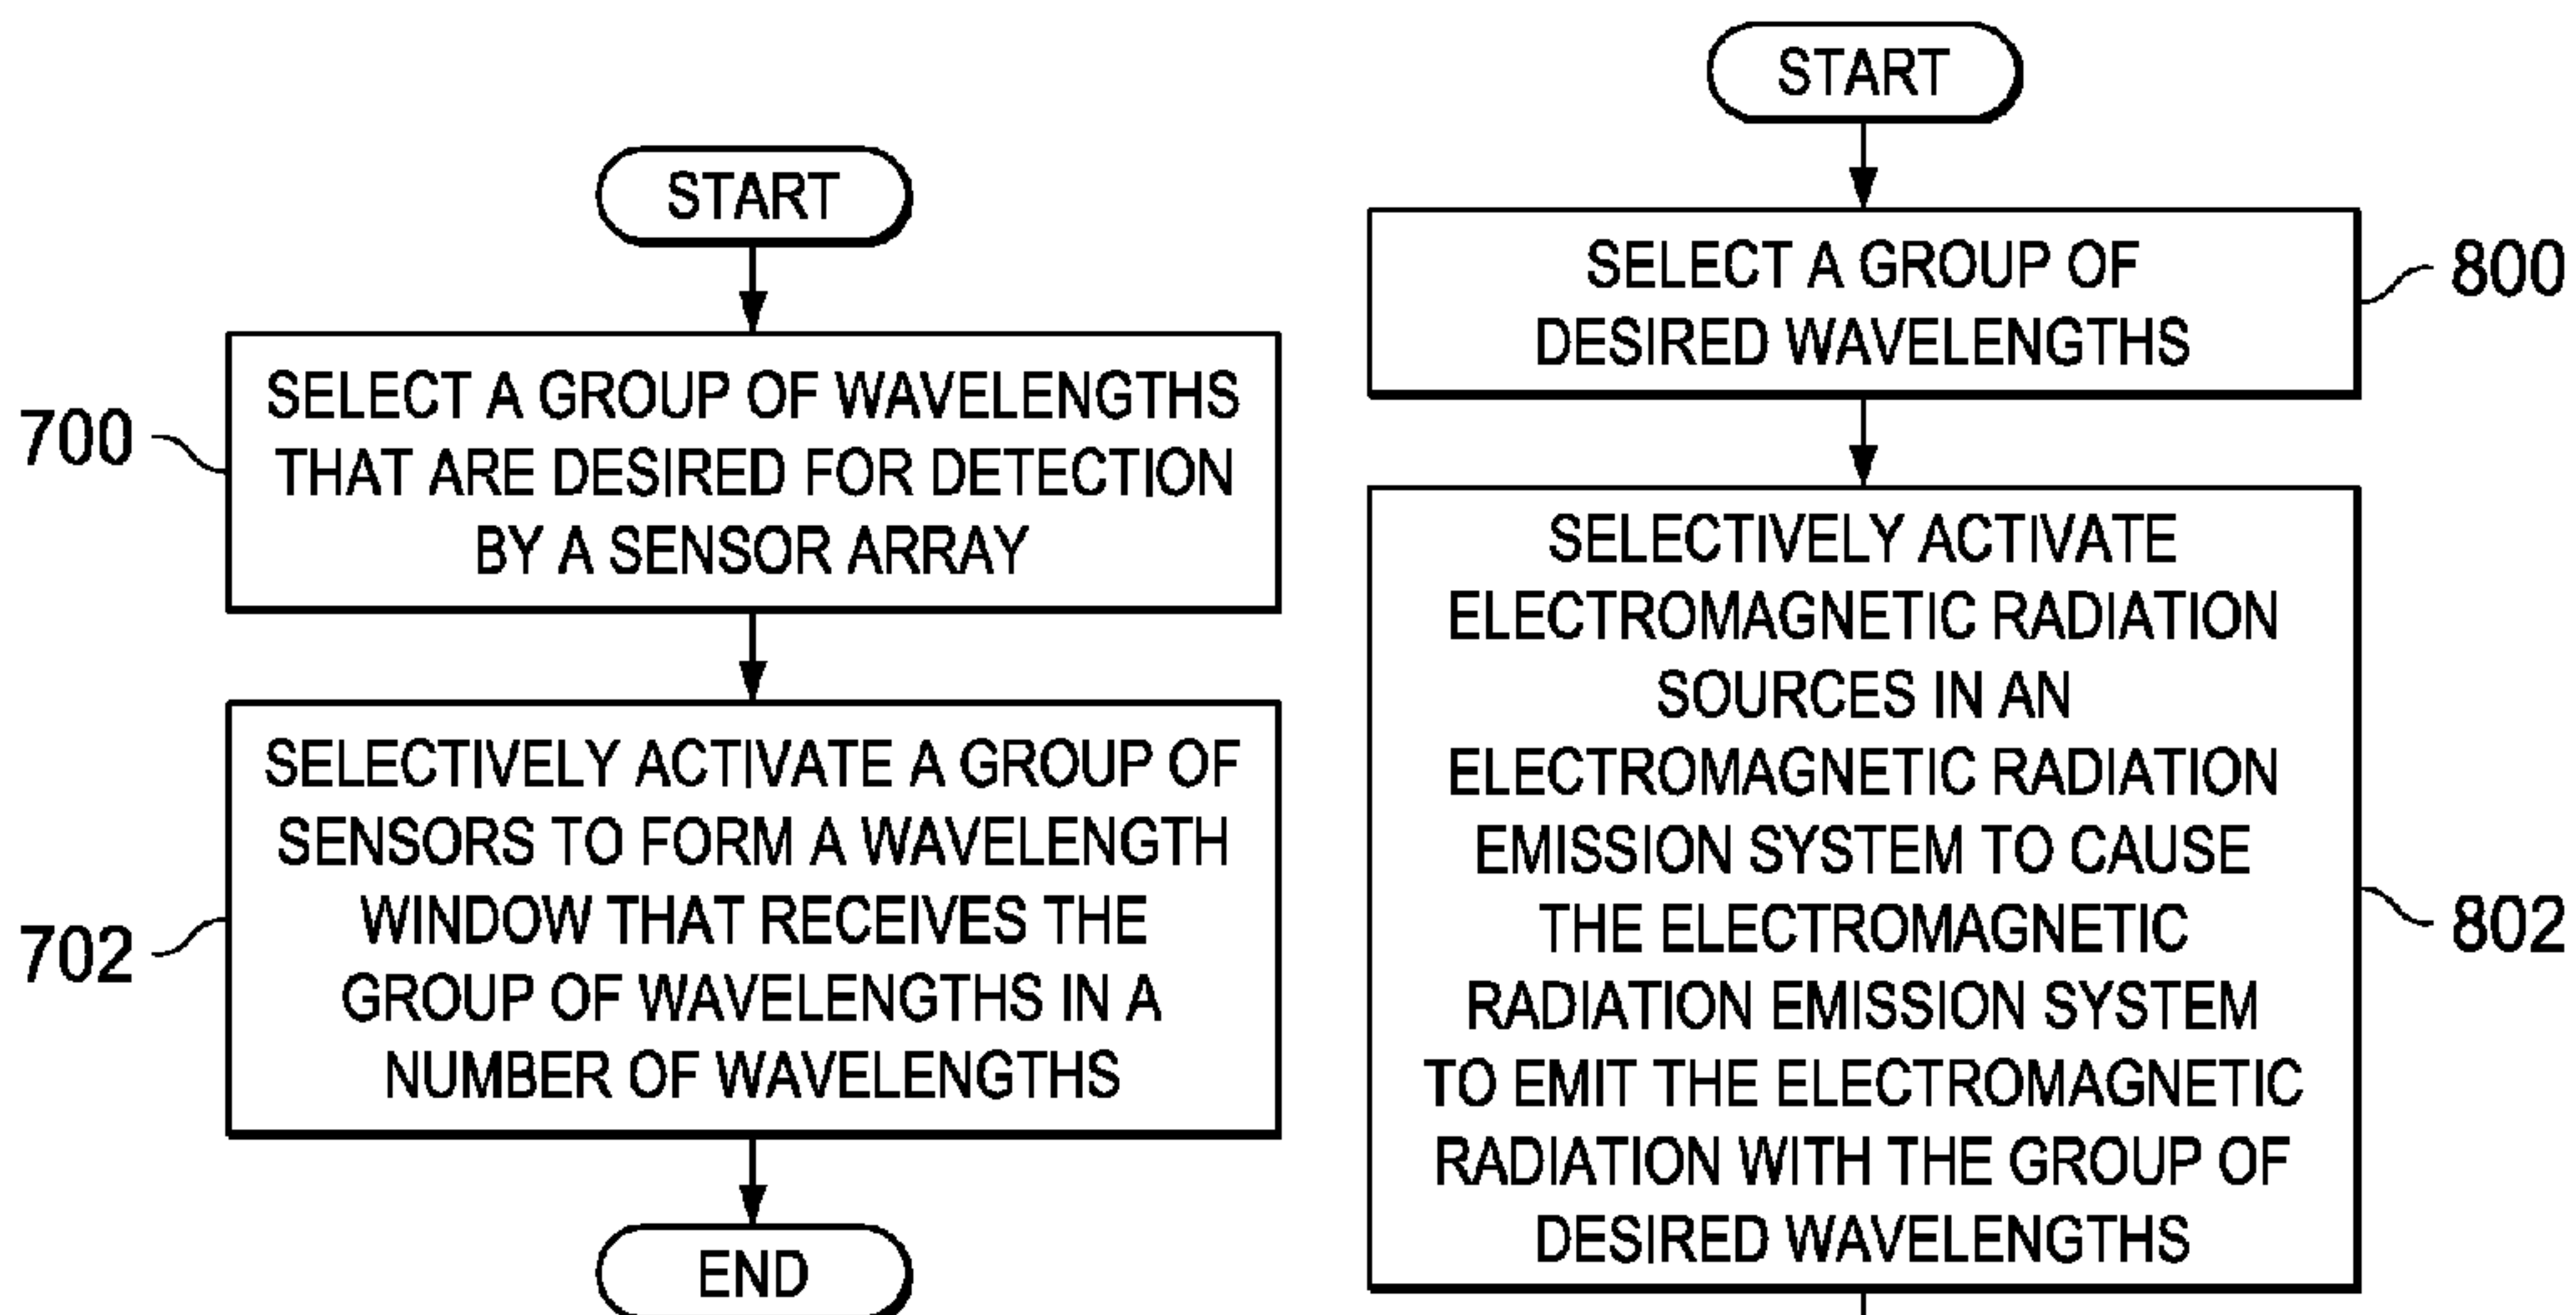 START
700
SELECT A GROUP OF WAVELENGTHS
THAT ARE DESIRED FOR DETECTION
BY A SENSOR ARRAY
702
SELECTIVELY ACTIVATE A GROUP OF
SENSORS TO FORM A WAVELENGTH
WINDOW THAT RECEIVES THE
GROUP OF WAVELENGTHS IN A
NUMBER OF WAVELENGTHS
END
START
SELECT A GROUP OF
DESIRED WAVELENGTHS
800
SELECTIVELY ACTIVATE
ELECTROMAGNETIC RADIATION
SOURCES IN AN
ELECTROMAGNETIC RADIATION
EMISSION SYSTEM TO CAUSE
THE ELECTROMAGNETIC
RADIATION EMISSION SYSTEM
TO EMIT THE ELECTROMAGNETIC
RADIATION WITH THE GROUP OF
DESIRED WAVELENGTHS
802